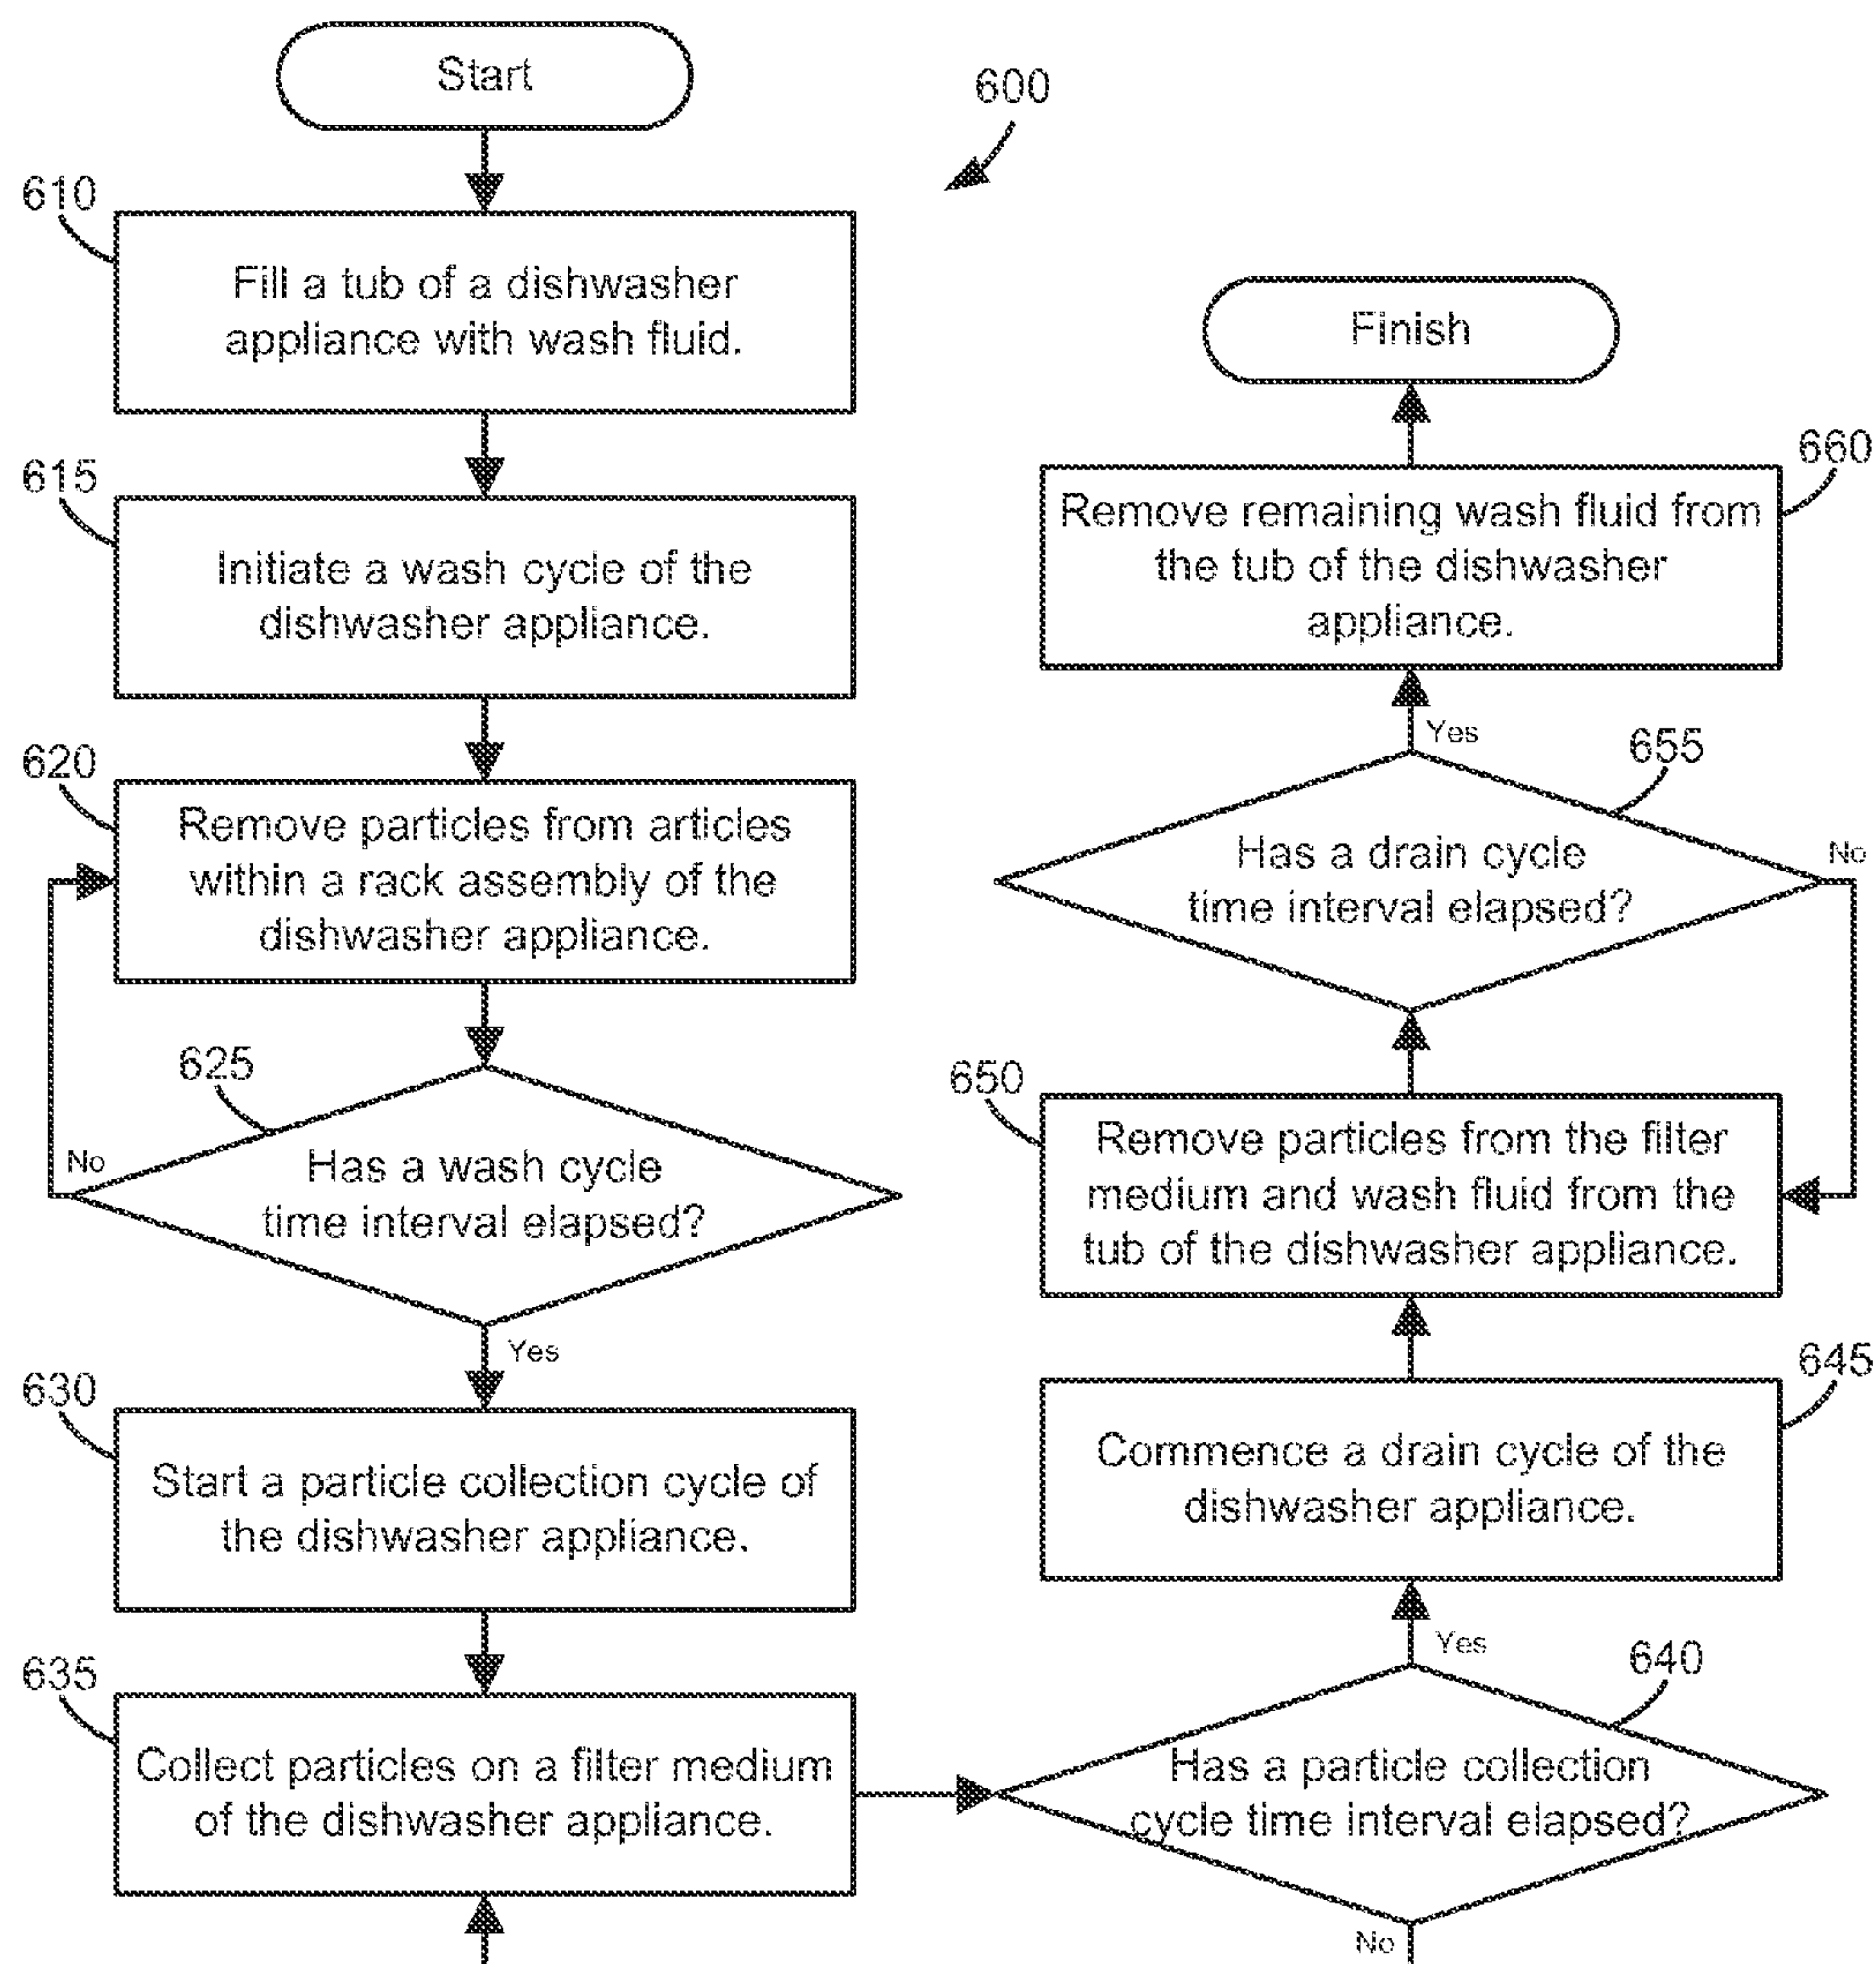 Start
600
610
Fill a tub of a dishwasher
appliance with wash fluid.
615
Initiate a wash cycle of the
dishwasher appliance.
620
Remove particles from articles
within a rack assembly of the
dishwasher appliance.
625
No
Has a wash cycle
time interval elapsed?
Yes
630
Start a particle collection cycle of
the dishwasher appliance.
635
Collect particles on a filter medium
of the dishwasher appliance.
640
Has a particle collection
cycle time interval elapsed?
No
Yes
645
Commence a drain cycle of the
dishwasher appliance.
650
Remove particles from the filter
medium and wash fluid from the
tub of the dishwasher appliance.
655
Has a drain cycle
time interval elapsed?
No
Yes
660
Remove remaining wash fluid from
the tub of the dishwasher
appliance.
Finish